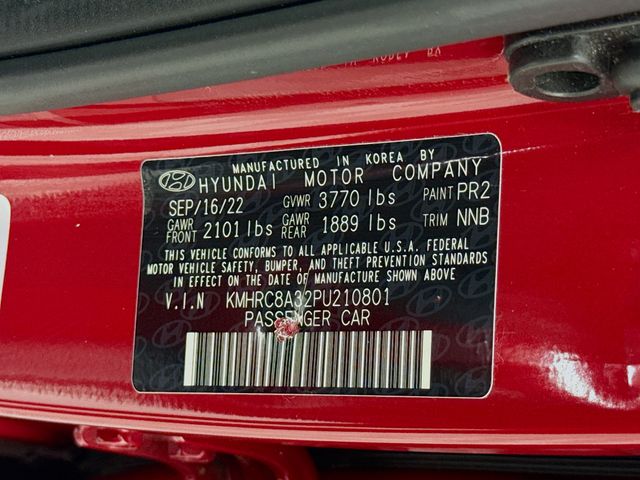 MANUFACTURED IN KOREA BY
HYUNDAI MOTOR COMPANY
SEP/16/22 GVWR 3770 lbs PAINT PR2
GAWR FRONT 2101 lbs GAWR REAR 1889 lbs TRIM NNB
THIS VEHICLE CONFORMS TO ALL APPLICABLE U.S.A. FEDERAL
MOTOR VEHICLE SAFETY, BUMPER, AND THEFT PREVENTION STANDARDS
IN EFFECT ON THE DATE OF MANUFACTURE SHOWN ABOVE
V.I.N KMHRC8A32PU210801
PASSENGER CAR